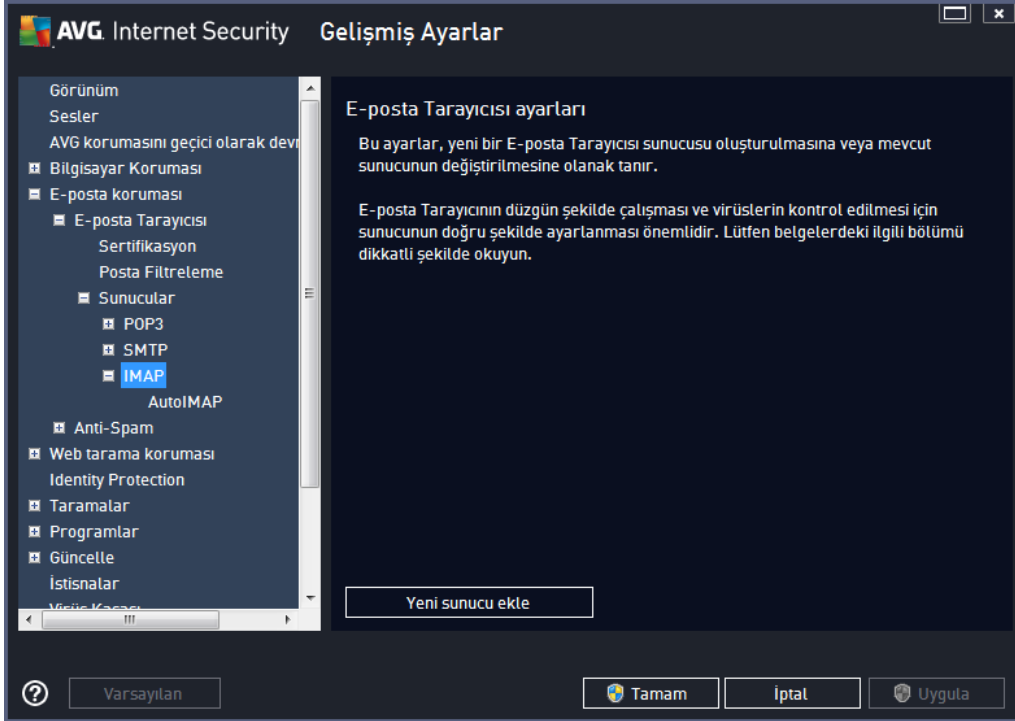 AVG. Internet Security Gelişmiş Ayarlar
Görünüm
Sesler
AVG korumasını geçici olarak devr
Bilgisayar Koruması
E-posta koruması
E-posta Tarayıcısı
Sertifikasyon
Posta Filtreleme
Sunucular
POP3
SMTP
IMAP
AutoIMAP
Anti-Spam
Web tarama koruması
Identity Protection
Taramalar
Programlar
Güncelle
İstisnalar
Virüs Kasası
E-posta Tarayıcısı ayarları
Bu ayarlar, yeni bir E-posta Tarayıcısı sunucusu oluşturulmasına veya mevcut
sunucunun değiştirilmesine olanak tanır.
E-posta Tarayıcının düzgün şekilde çalışması ve virüslerin kontrol edilmesi için
sunucunun doğru şekilde ayarlanması önemlidir. Lütfen belgelerdeki ilgili bölümü
dikkatli şekilde okuyun.
Yeni sunucu ekle
Varsayılan
Tamam
İptal
Uygula